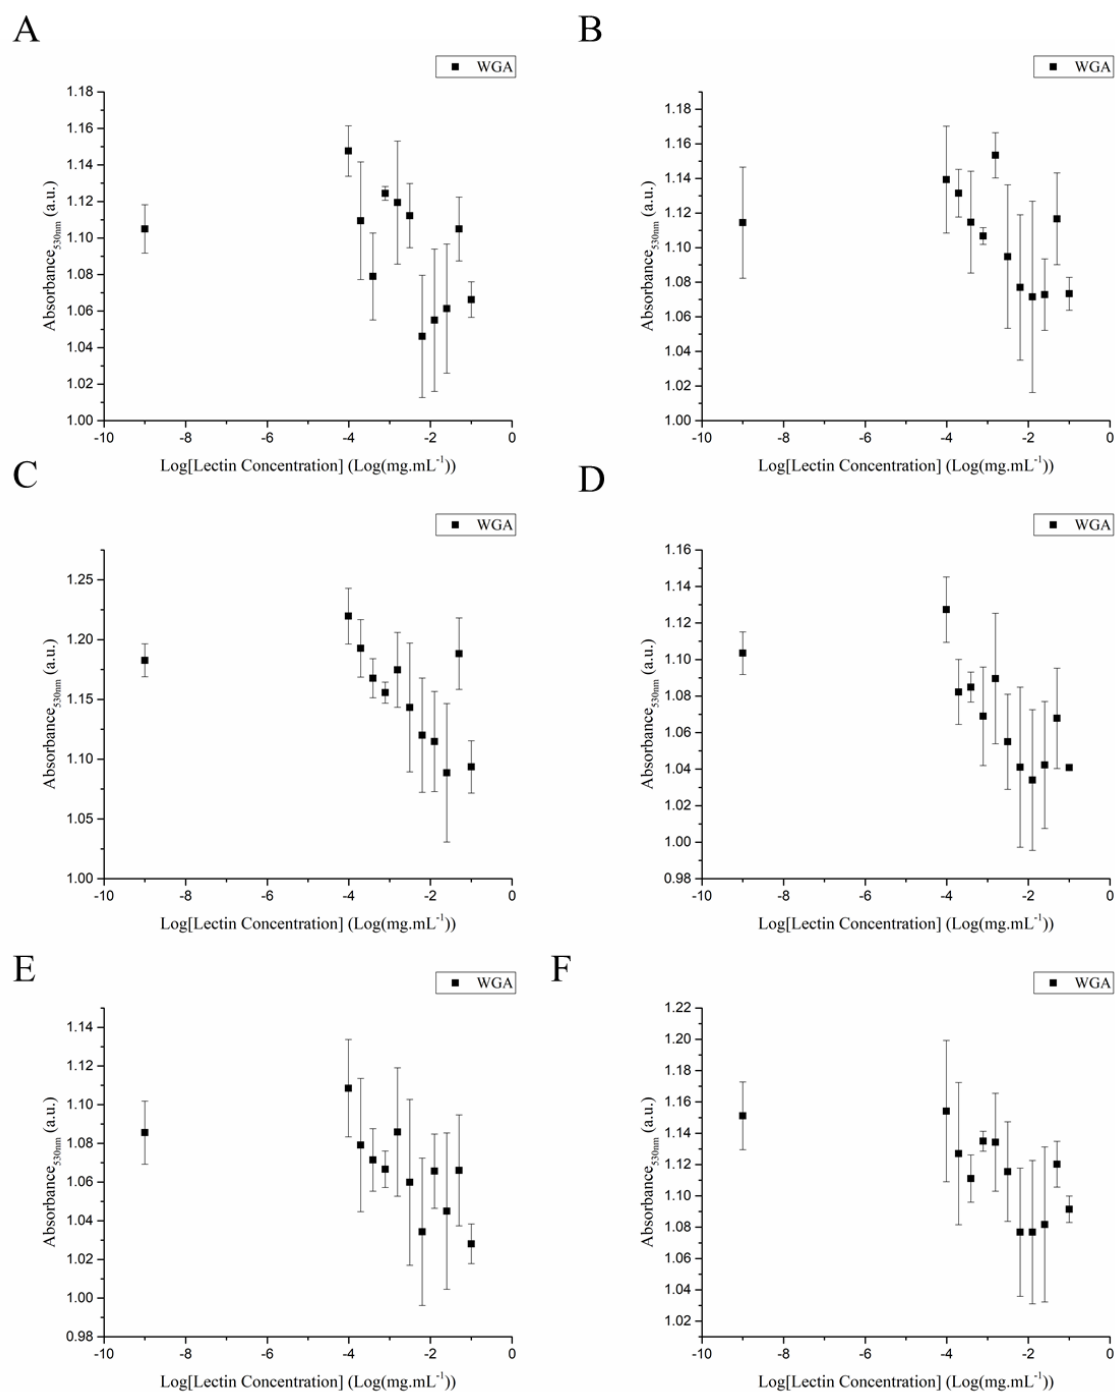 A
WGA
1.18
1.16
1.14
1.12
1.10
1.08
1.06
1.04
1.02
1.00
Absorbance530nm (a.u.)
-10 -8 -6 -4 -2 0
Log[Lectin Concentration] (Log(mg.mL-1))
B
WGA
1.18
1.16
1.14
1.12
1.10
1.08
1.06
1.04
1.02
1.00
Absorbance530nm (a.u.)
-10 -8 -6 -4 -2 0
Log[Lectin Concentration] (Log(mg.mL-1))
C
WGA
1.25
1.20
1.15
1.10
1.05
1.00
Absorbance530nm (a.u.)
-10 -8 -6 -4 -2 0
Log[Lectin Concentration] (Log(mg.mL-1))
D
WGA
1.16
1.14
1.12
1.10
1.08
1.06
1.04
1.02
1.00
0.98
Absorbance530nm (a.u.)
-10 -8 -6 -4 -2 0
Log[Lectin Concentration] (Log(mg.mL-1))
E
WGA
1.14
1.12
1.10
1.08
1.06
1.04
1.02
1.00
0.98
Absorbance530nm (a.u.)
-10 -8 -6 -4 -2 0
Log[Lectin Concentration] (Log(mg.mL-1))
F
WGA
1.22
1.20
1.18
1.16
1.14
1.12
1.10
1.08
1.06
1.04
1.02
Absorbance530nm (a.u.)
-10 -8 -6 -4 -2 0
Log[Lectin Concentration] (Log(mg.mL-1))